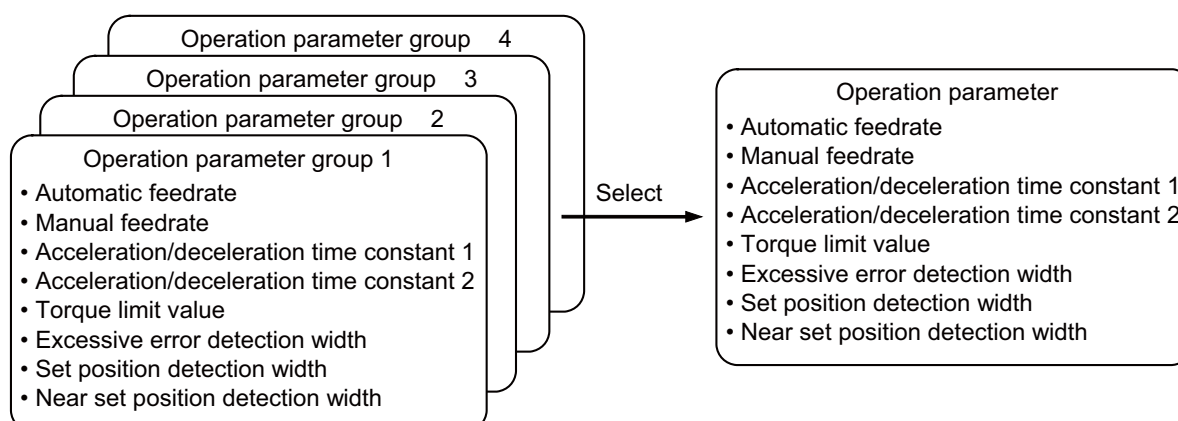 Operation parameter group 4
Operation parameter group 3
Operation parameter group 2
Operation parameter group 1
• Automatic feedrate
• Manual feedrate
• Acceleration/deceleration time constant 1
• Acceleration/deceleration time constant 2
• Torque limit value
• Excessive error detection width
• Set position detection width
• Near set position detection width
Select
Operation parameter
• Automatic feedrate
• Manual feedrate
• Acceleration/deceleration time constant 1
• Acceleration/deceleration time constant 2
• Torque limit value
• Excessive error detection width
• Set position detection width
• Near set position detection width